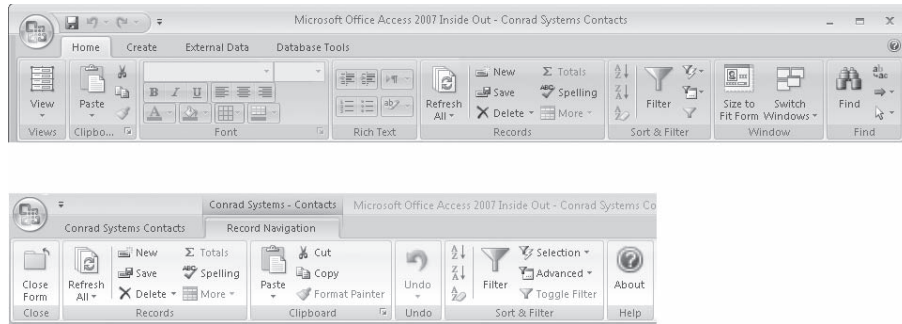 Microsoft Office Access 2007 Inside Out - Conrad Systems Contacts
Home Create External Data Database Tools
View
Views
Paste
Clipbo...
B I U
A
Font
ab
Rich Text
Refresh All
New Σ Totals
Save Spelling
Delete More
Records
Filter
Sort & Filter
Size to Fit Form
Switch Windows
Window
Find
Find
Conrad Systems - Contacts Microsoft Office Access 2007 Inside Out - Conrad Systems Co
Conrad Systems Contacts Record Navigation
Close Form
Close
Refresh All
New Σ Totals
Save Spelling
Delete More
Records
Paste
Cut
Copy
Format Painter
Clipboard
Undo
Undo
Filter
Selection
Advanced
Toggle Filter
Sort & Filter
About
Help